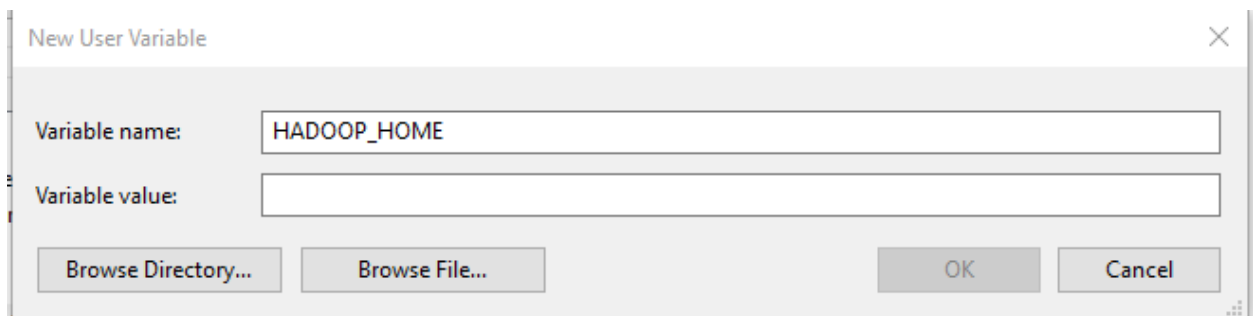 New User Variable
Variable name: HADOOP_HOME
Variable value:
Browse Directory... Browse File... OK Cancel